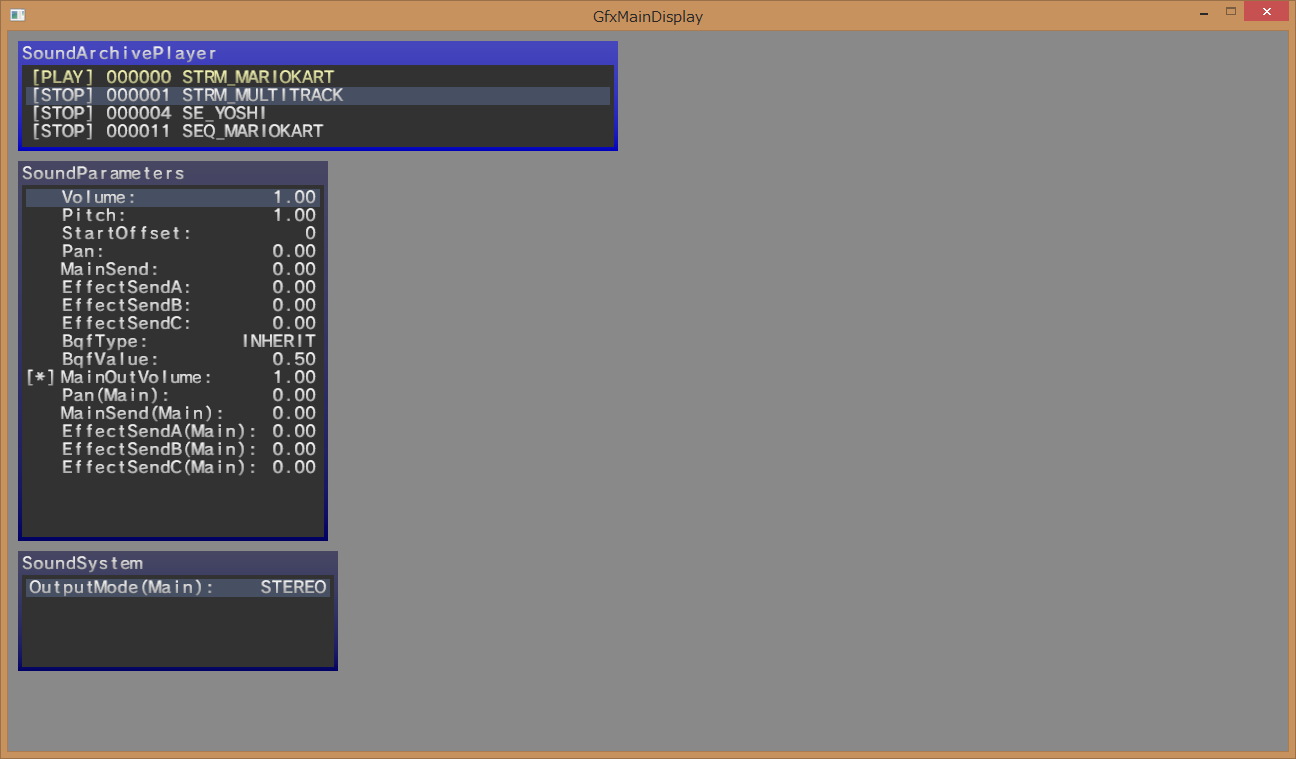 GfxMainDisplay
SoundArchivePlayer
[PLAY] 000000 STRM_MARIOKART
[STOP] 000001 STRM_MULTITRACK
[STOP] 000004 SE_YOSHI
[STOP] 000011 SEQ_MARIOKART
SoundParameters
Volume: 1.00
Pitch: 1.00
StartOffset: 0
Pan: 0.00
MainSend: 0.00
EffectSendA: 0.00
EffectSendB: 0.00
EffectSendC: 0.00
BqfType: INHERIT
BqfValue: 0.50
[*] MainOutVolume: 1.00
Pan(Main): 0.00
MainSend(Main): 0.00
EffectSendA(Main): 0.00
EffectSendB(Main): 0.00
EffectSendC(Main): 0.00
SoundSystem
OutputMode(Main): STEREO